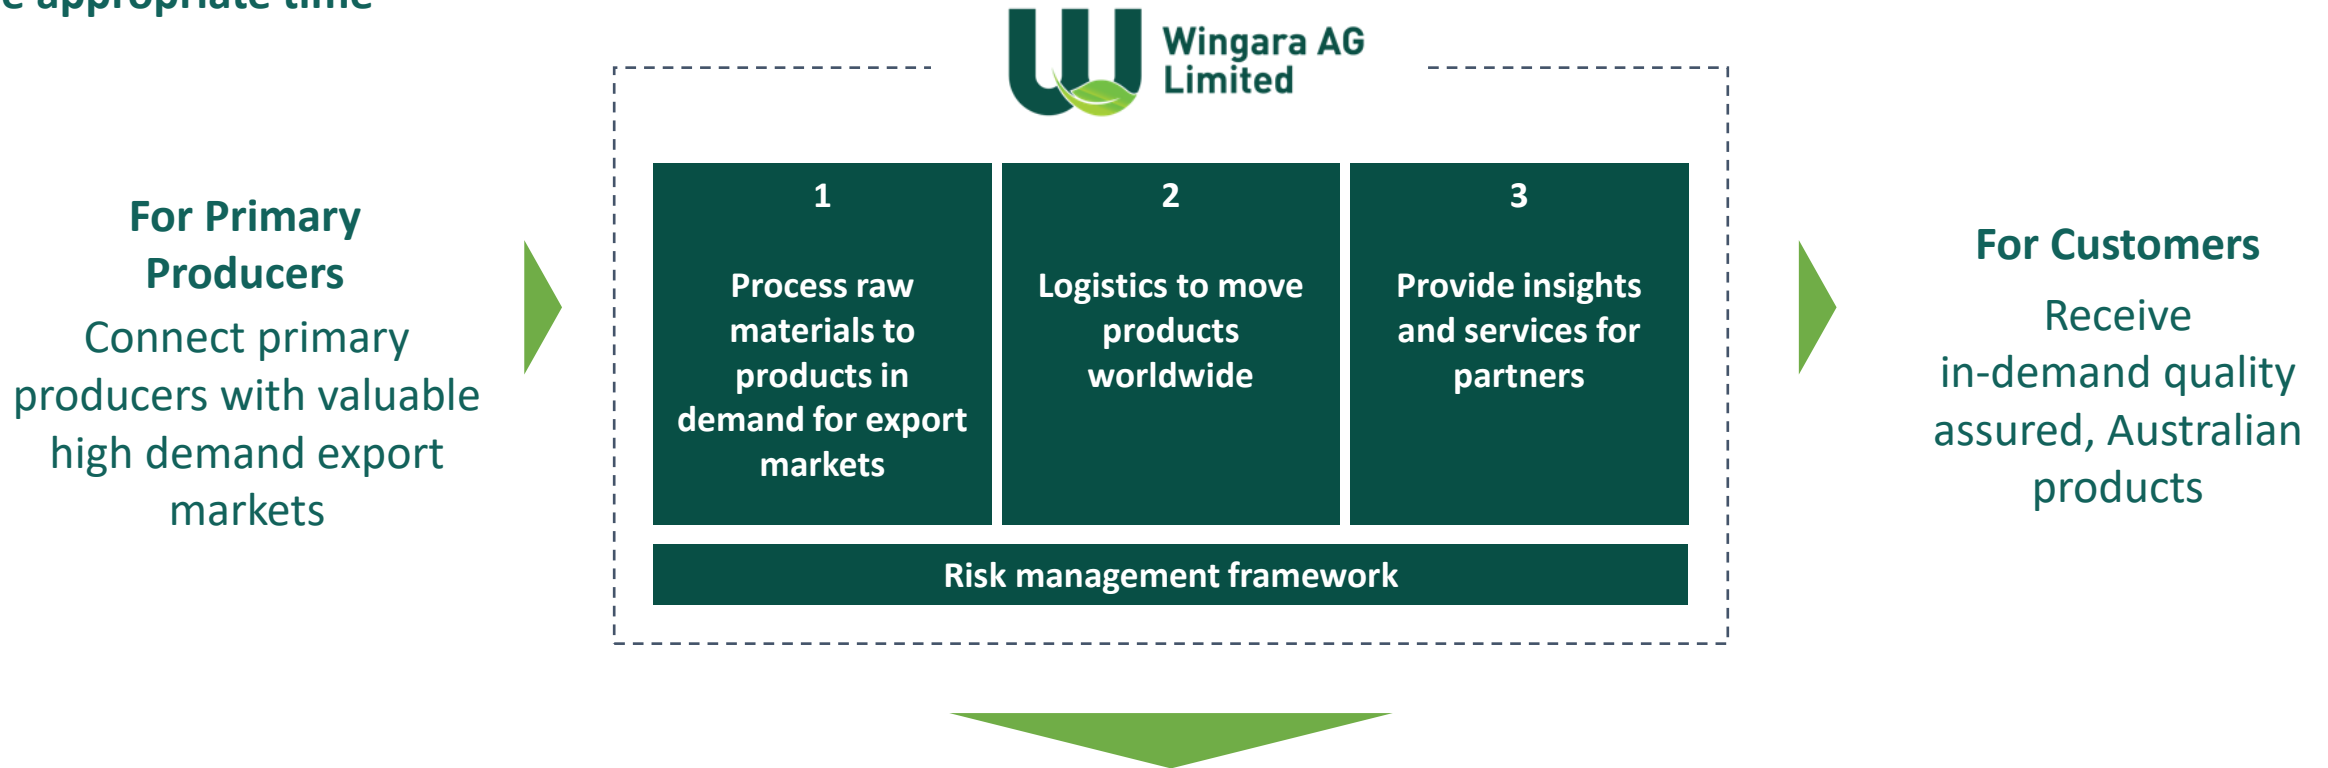 appropriate time
Wingara AG
Limited
For Primary
Producers
Connect primary
producers with valuable
high demand export
markets
1
Process raw
materials to
products in
demand for export
markets
2
Logistics to move
products
worldwide
3
Provide insights
and services for
partners
Risk management framework
For Customers
Receive
in-demand quality
assured, Australian
products